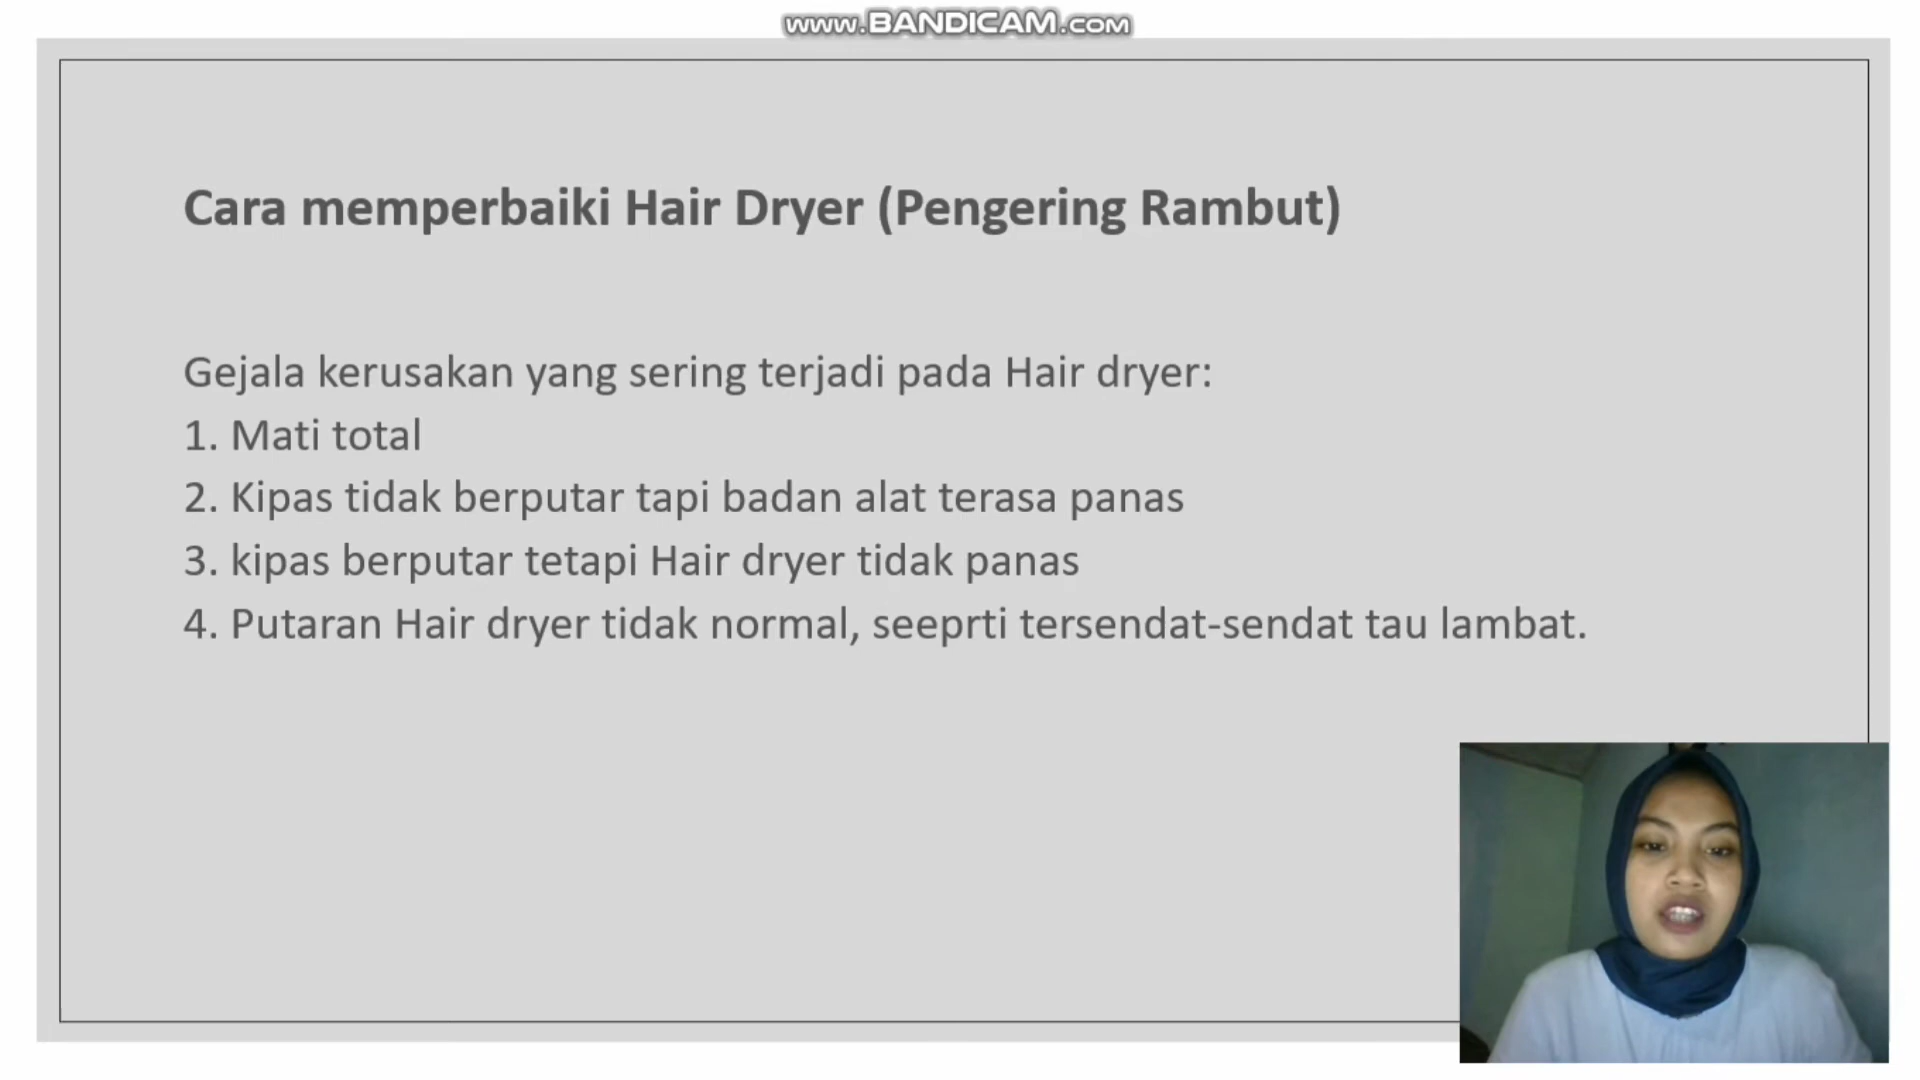 www.BANDICAM.com
Cara memperbaiki Hair Dryer (Pengering Rambut)
Gejala kerusakan yang sering terjadi pada Hair dryer:
1. Mati total
2. Kipas tidak berputar tapi badan alat terasa panas
3. kipas berputar tetapi Hair dryer tidak panas
4. Putaran Hair dryer tidak normal, seeprti tersendat-sendat tau lambat.